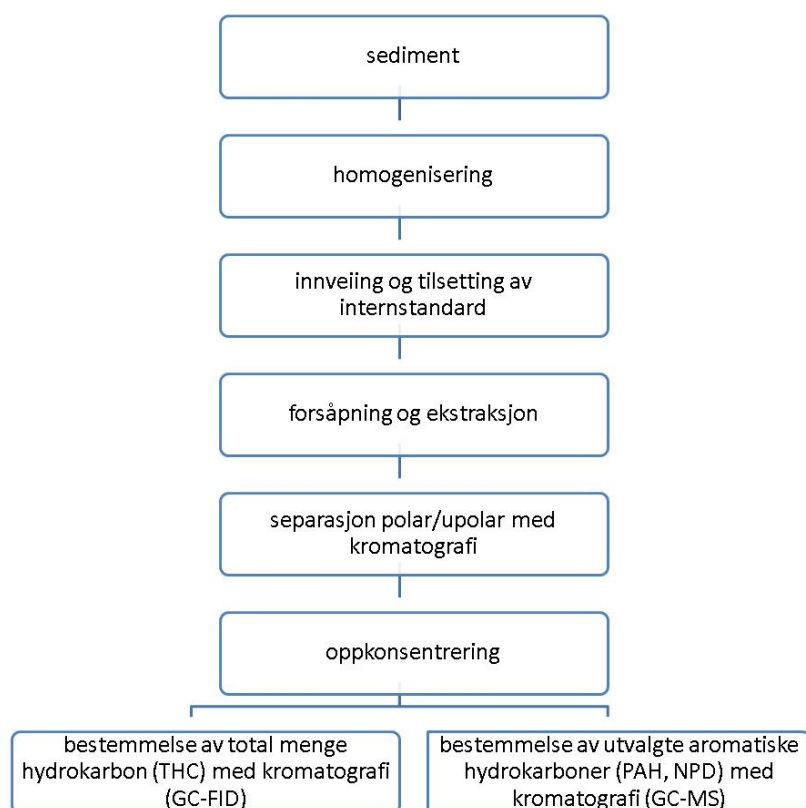 sediment
homogenisering
innveiing og tilsetting av
internstandard
forsåpning og ekstraksjon
separasjon polar/upolar med
kromatografi
oppkonsentrering
bestemmelse av total menge
hydrokarbon (THC) med kromatografi
(GC-FID)
bestemmelse av utvalgte aromatiske
hydrokarboner (PAH, NPD) med
kromatografi (GC-MS)